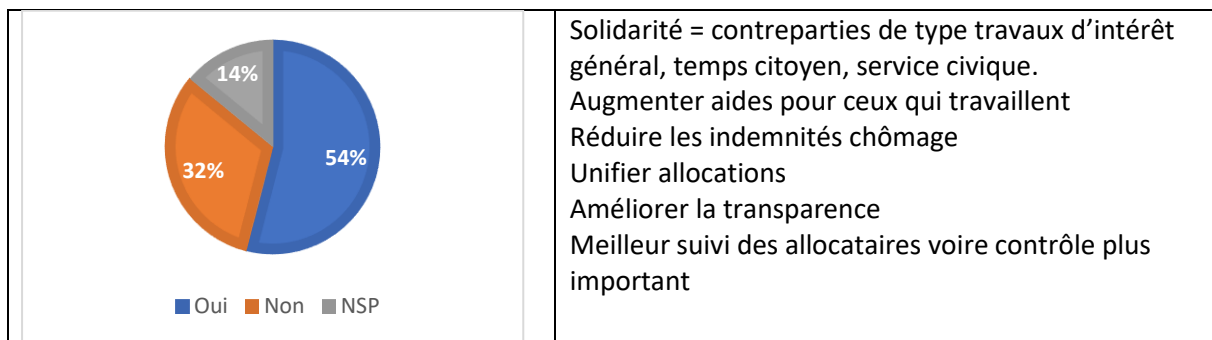 14%
32%
54%
Oui Non NSP
Solidarité = contreparties de type travaux d’intérêt
général, temps citoyen, service civique.
Augmenter aides pour ceux qui travaillent
Réduire les indemnités chômage
Unifier allocations
Améliorer la transparence
Meilleur suivi des allocataires voire contrôle plus
important